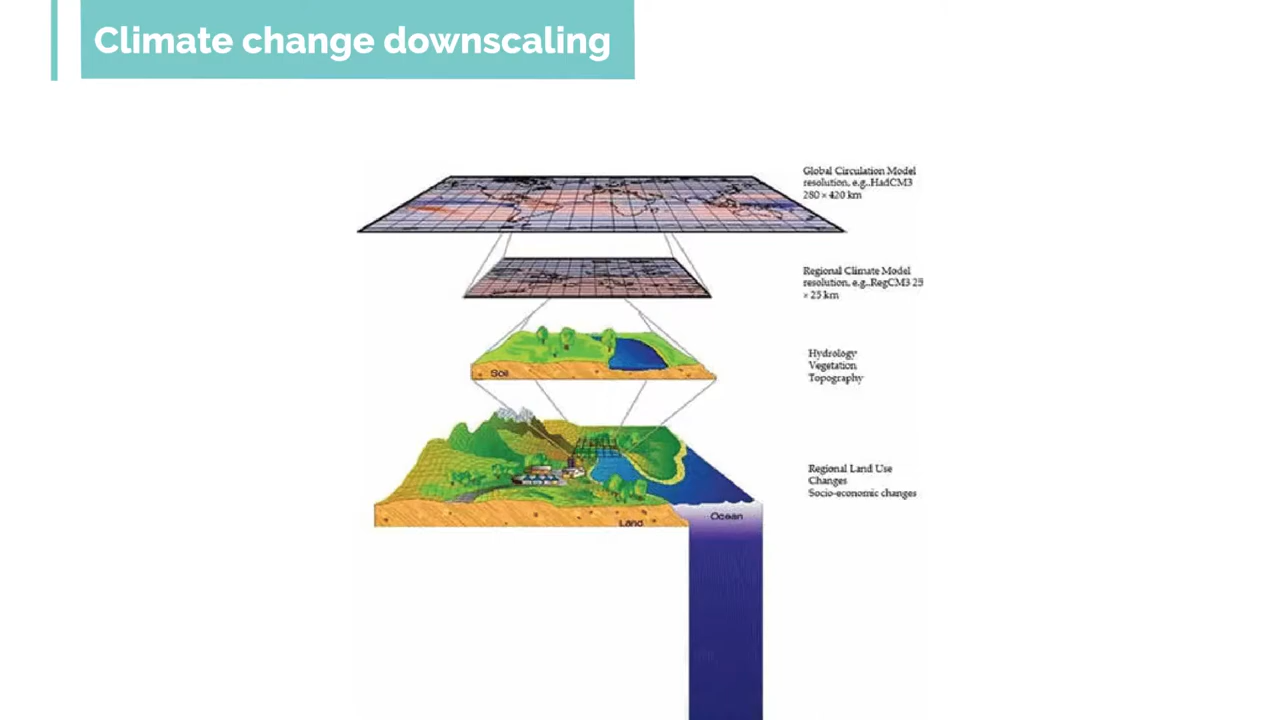 Climate change downscaling
Global Circulation Model
resolution, e.g..HadCM3
280 × 420 km
Regional Climate Model
resolution, e.g..RegCM3 25
× 25 km
Soil
Hydrology
Vegetation
Topography
Regional Land Use
Changes
Socio-economic changes
Ocean
Land